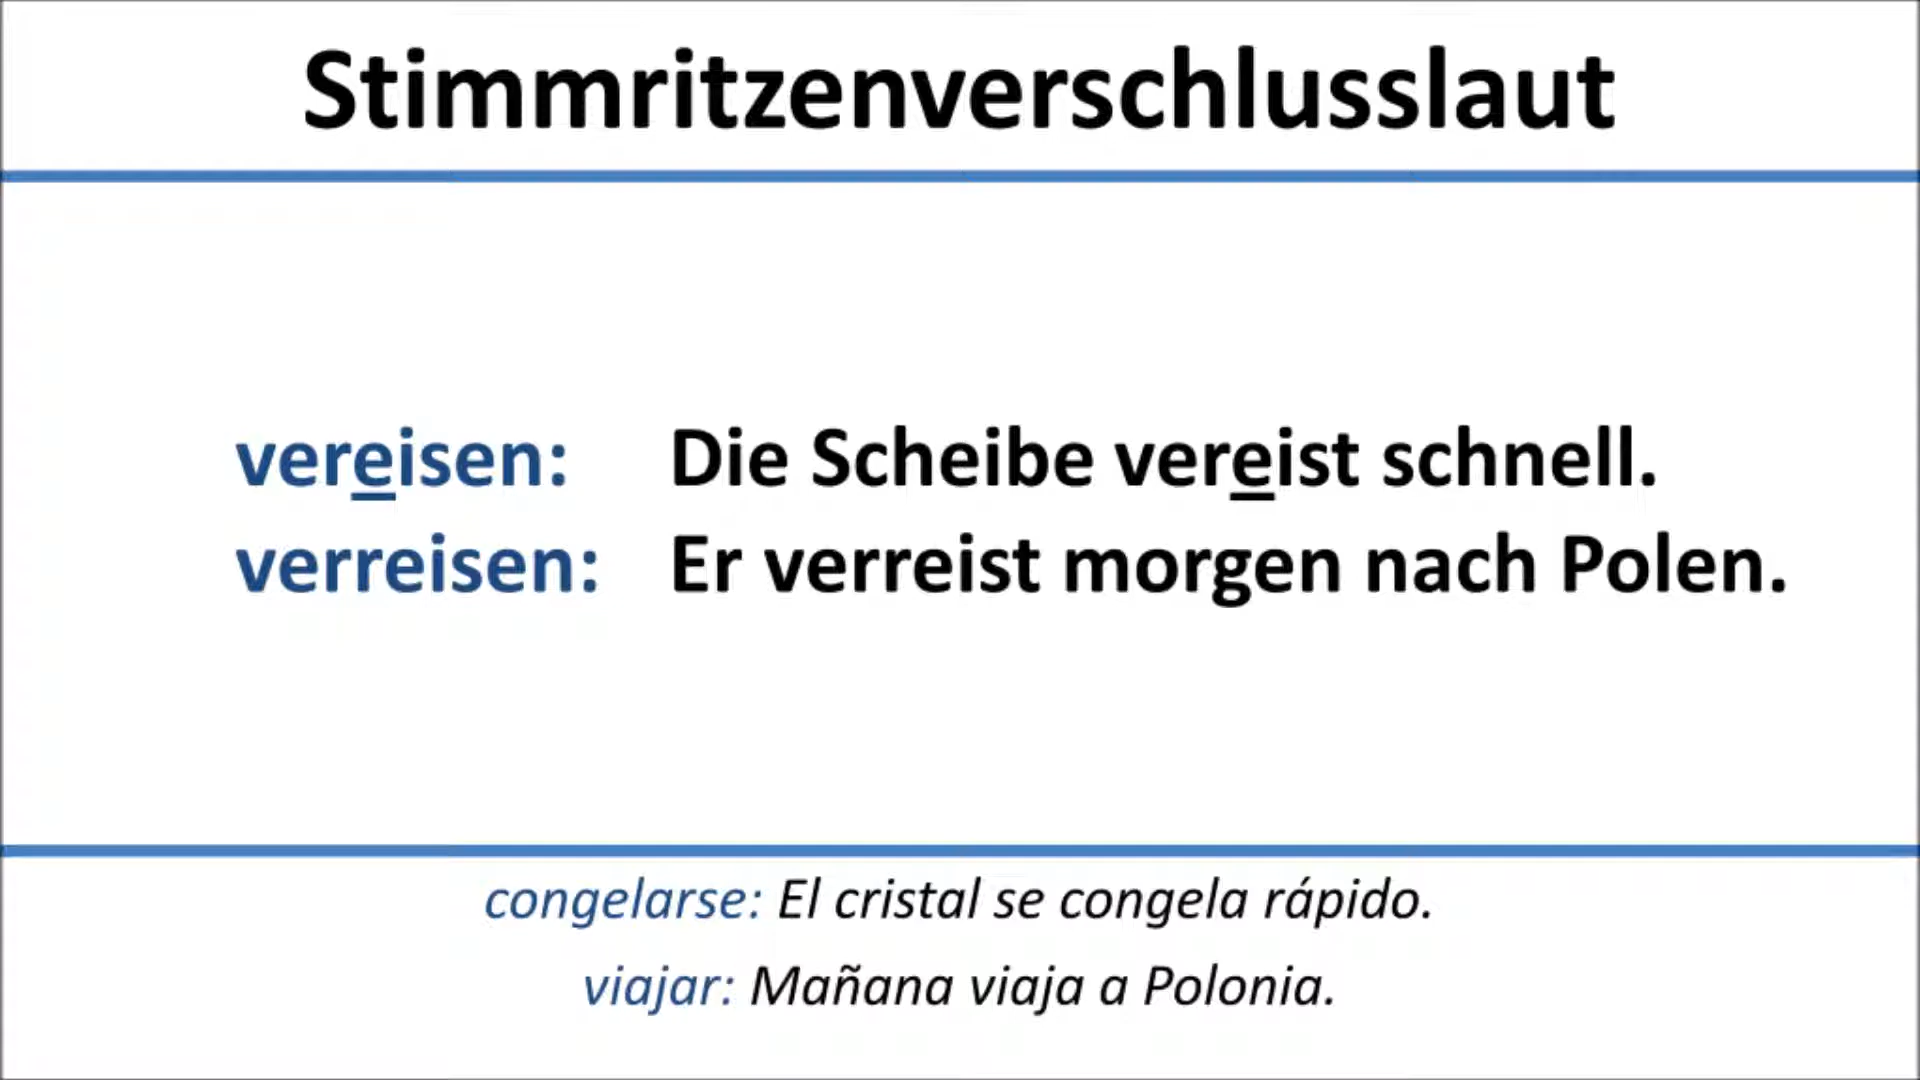 Stimmritzenverschlusslaut
vereisen: Die Scheibe vereist schnell.
verreisen: Er verreist morgen nach Polen.
congelarse: El cristal se congela rápido.
viajar: Mañana viaja a Polonia.